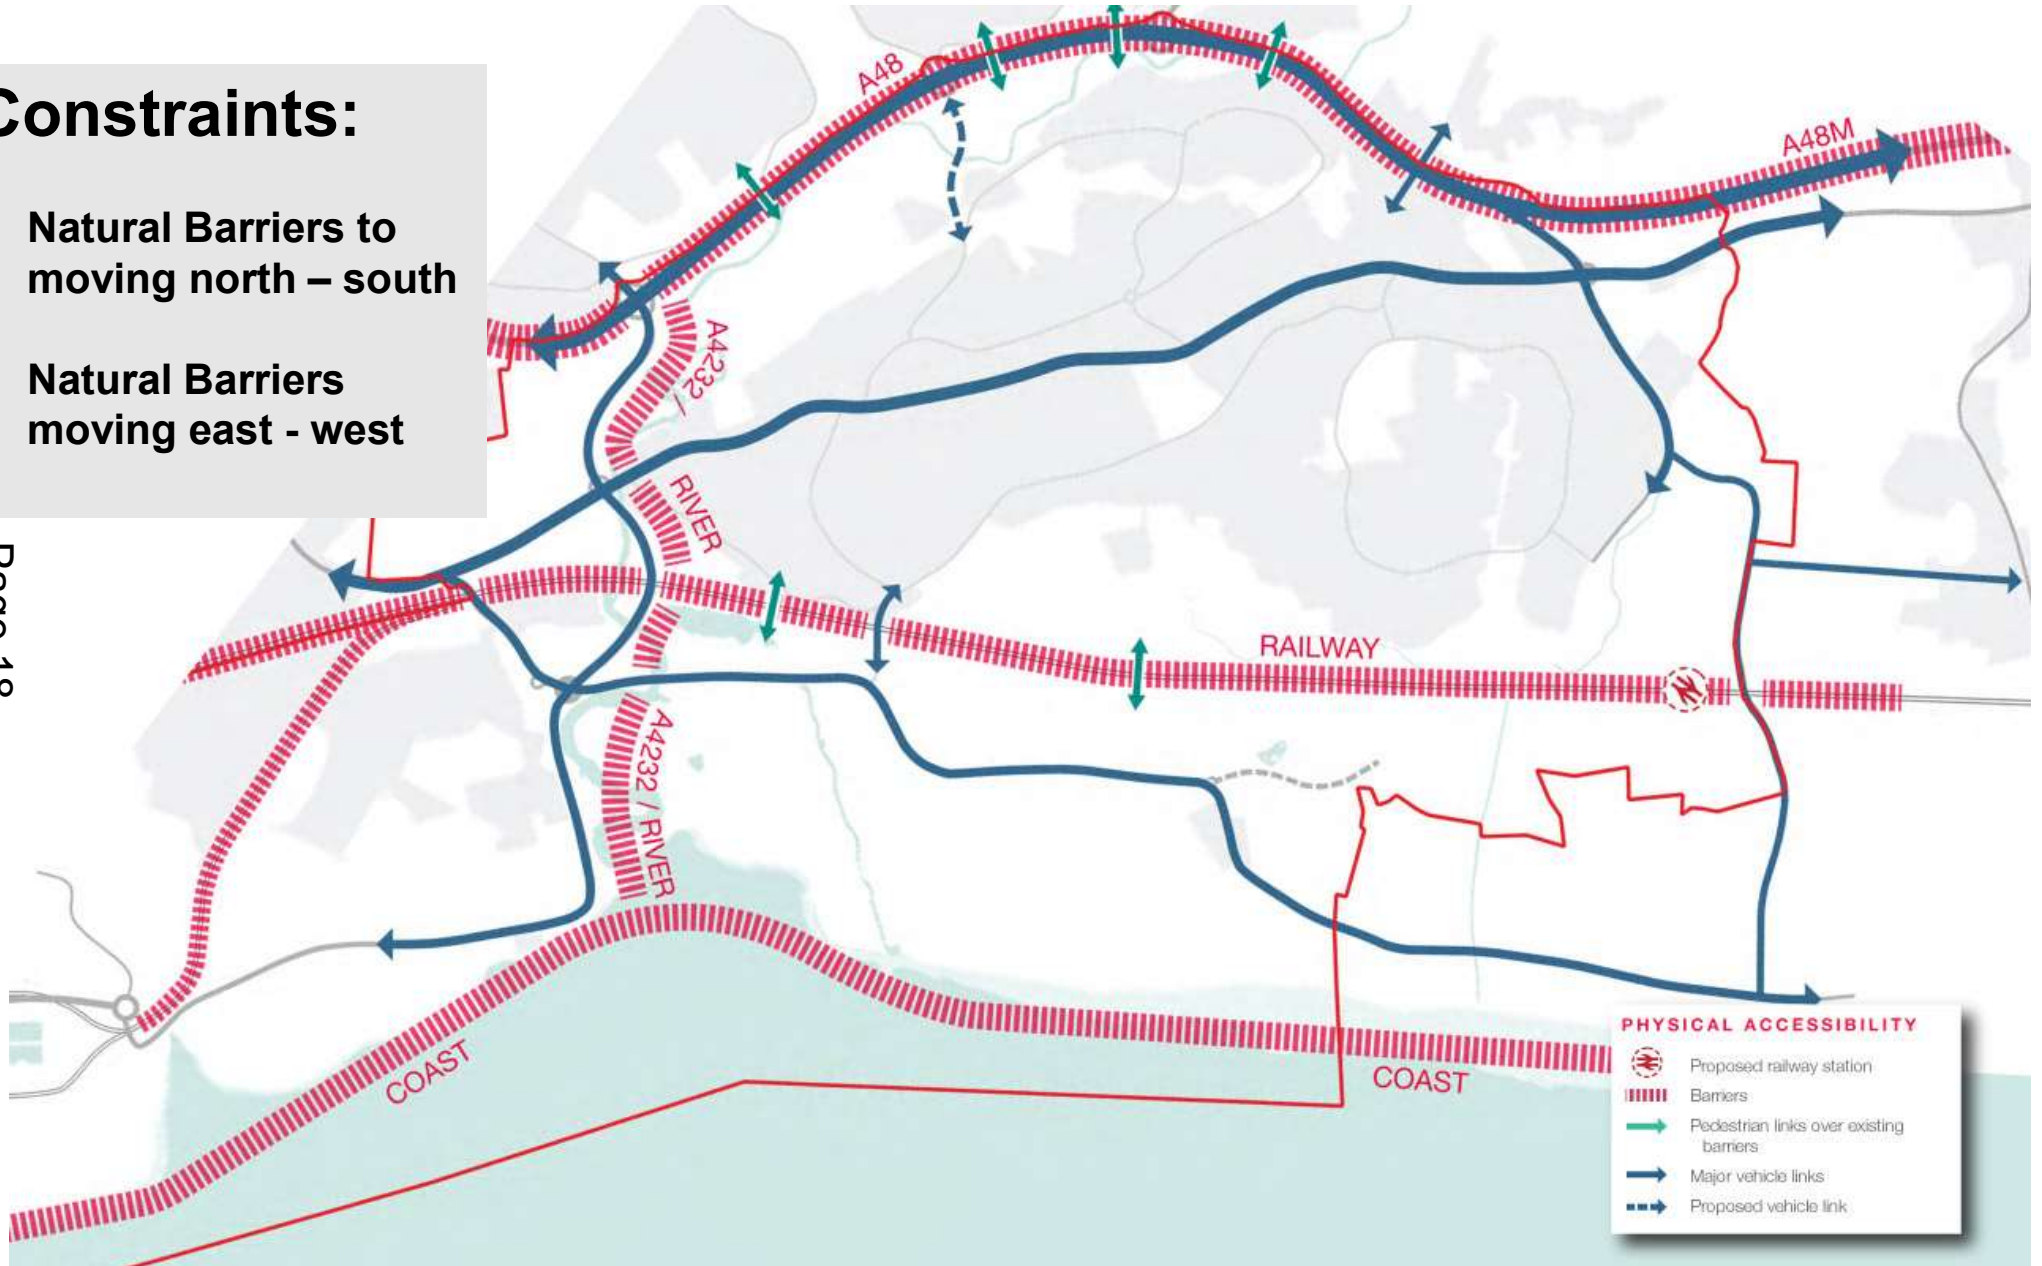 Constraints:
Natural Barriers to
moving north – south
Natural Barriers
moving east - west
A48
A48M
A4232 /
RIVER
RAILWAY
A4232 / RIVER
COAST
COAST
PHYSICAL ACCESSIBILITY
Proposed railway station
Barriers
Pedestrian links over existing
barriers
Major vehicle links
Proposed vehicle link
Page 18